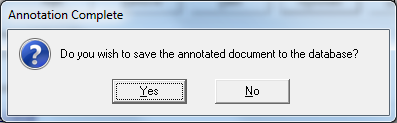 Annotation Complete
Do you wish to save the annotated document to the database?
Yes
No